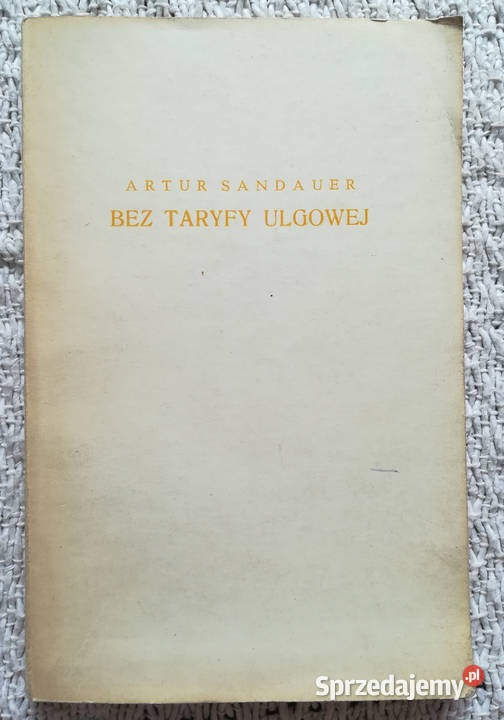 ARTUR SANDAUER
BEZ TARYFY ULGOWEJ
Sprzedajemy.pl